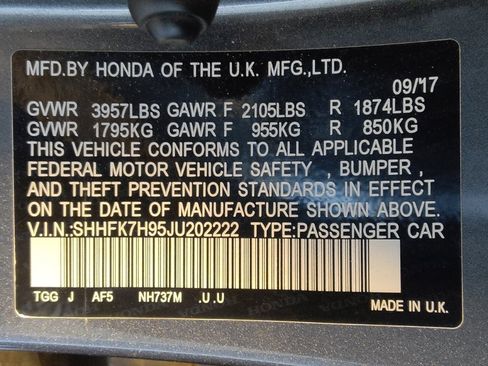 MFD.BY HONDA OF THE U.K. MFG.,LTD.
09/17
GVWR 3957LBS GAWR F 2105LBS R 1874LBS
GVWR 1795KG GAWR F 955KG R 850KG
THIS VEHICLE CONFORMS TO ALL APPLICABLE
FEDERAL MOTOR VEHICLE SAFETY , BUMPER ,
AND THEFT PREVENTION STANDARDS IN EFFECT
ON THE DATE OF MANUFACTURE SHOWN ABOVE.
V.I.N:SHHFK7H95JU202222 TYPE:PASSENGER CAR
TGG J AF5 NH737M .U .U
MADE IN U.K.